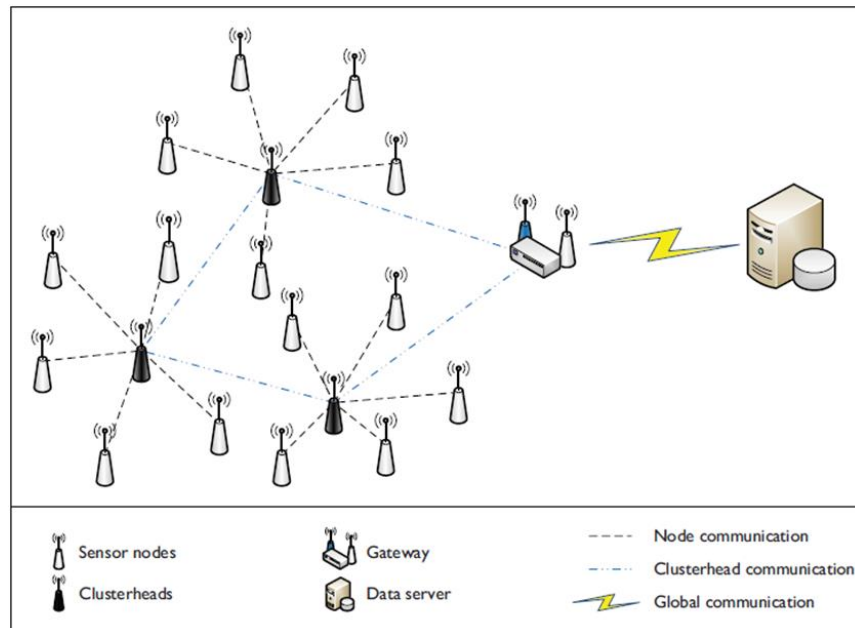 Sensor nodes
Clusterheads
Gateway
Data server
Node communication
Clusterhead communication
Global communication